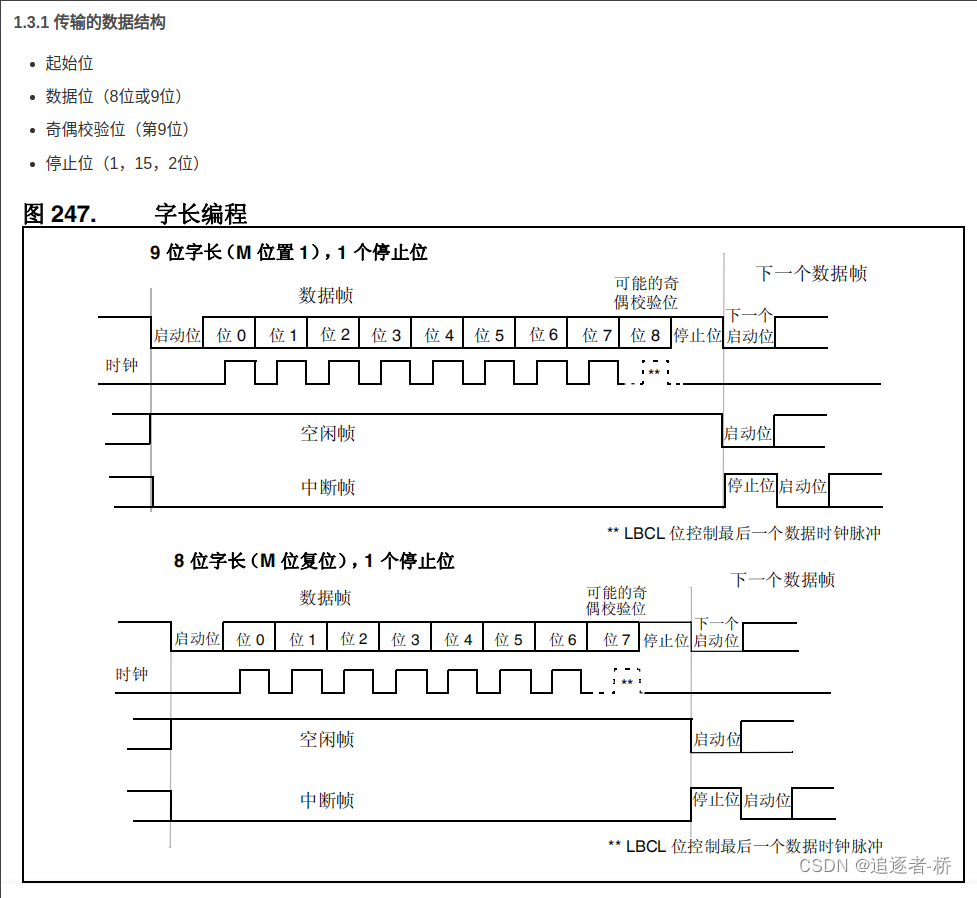 1.3.1 传输的数据结构
• 起始位
• 数据位（8位或9位）
• 奇偶校验位（第9位）
• 停止位（1，15，2位）
图 247. 字长编程
9 位字长（M 位置 1），1 个停止位
下一个数据帧
数据帧
可能的奇
偶校验位
下一个
启动位 位 0 位 1 位 2 位 3 位 4 位 5 位 6 位 7 位 8 停止位 启动位
时钟
**
空闲帧 启动位
中断帧 停止位 启动位
** LBCL 位控制最后一个数据时钟脉冲
8 位字长（M 位复位），1 个停止位
下一个数据帧
数据帧
可能的奇
偶校验位
下一个
启动位 位 0 位 1 位 2 位 3 位 4 位 5 位 6 位 7 停止位 启动位
时钟
**
空闲帧 启动位
中断帧 停止位 启动位
** LBCL 位控制最后一个数据时钟脉冲
CSDN @追逐者-桥